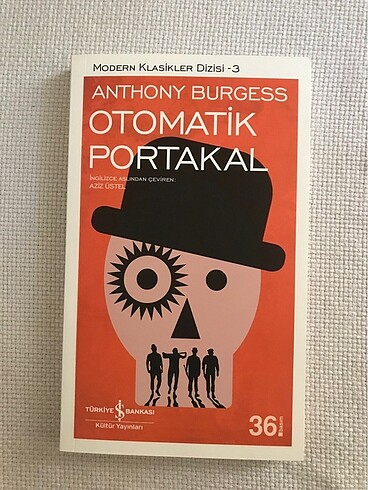 MODERN KLASİKLER DİZİSİ -3
ANTHONY BURGESS
OTOMATİK
PORTAKAL
İNGİLİZCE ASLINDAN ÇEVİREN:
AZİZ ÜSTEL
TÜRKİYE İŞ BANKASI
Kültür Yayınları
36.